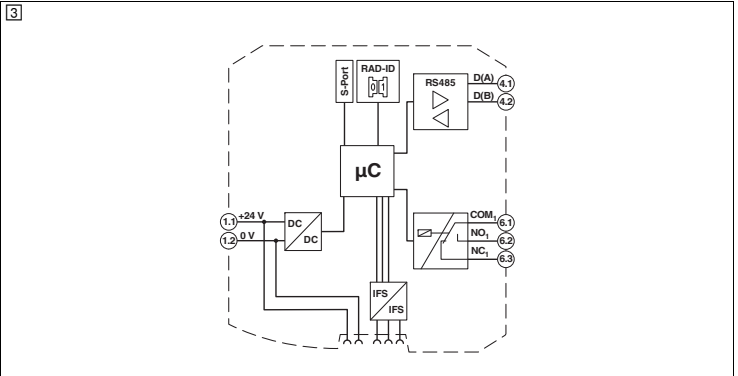 3
S-Port
RAD-ID
0 1
RS485
D(A)
4.1
D(B)
4.2
µC
1.1
+24 V
1.2
0 V
DC
DC
COM₁
6.1
NO₁
6.2
NC₁
6.3
IFS
IFS